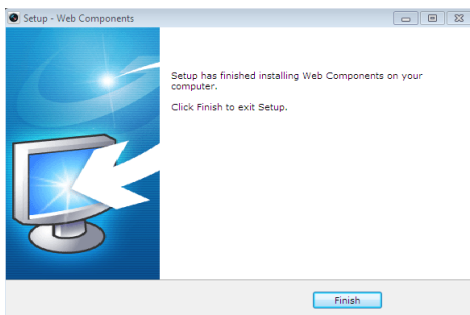 Setup - Web Components
Setup has finished installing Web Components on your
computer.
Click Finish to exit Setup.
Finish